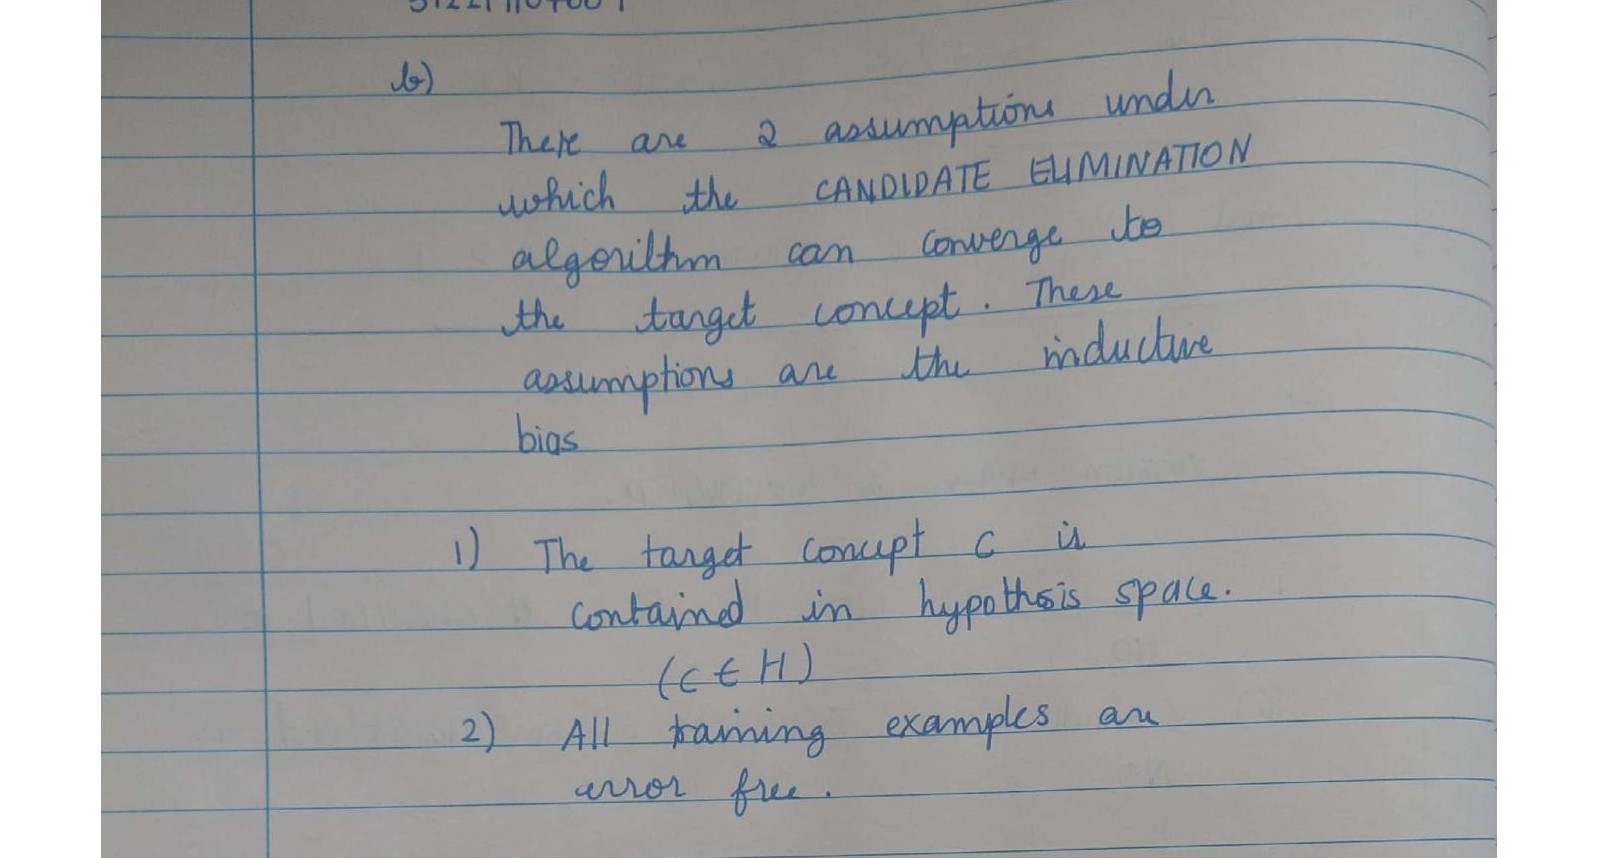 b)
There are 2 assumptions under
which the CANDIDATE ELIMINATION
algorithm can converge to
the target concept. These
assumptions are the inductive
bias
1) The target concept c is
contained in hypothesis space.
(c ∈ H)
2) All training examples are
error free.